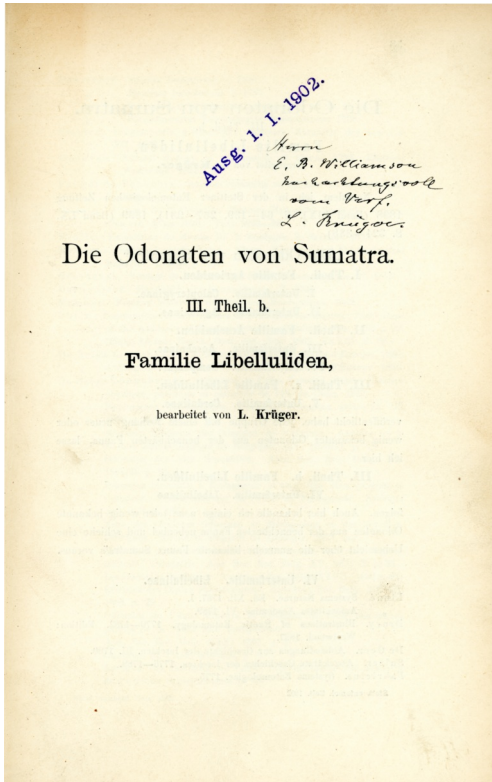 Ausg. 1. I. 1902.
Herrn
E. B. Williamson
hochachtungsvoll
vom Verf.
L. Krüger.
Die Odonaten von Sumatra.
III. Theil. b.
Familie Libelluliden,
bearbeitet von L. Krüger.